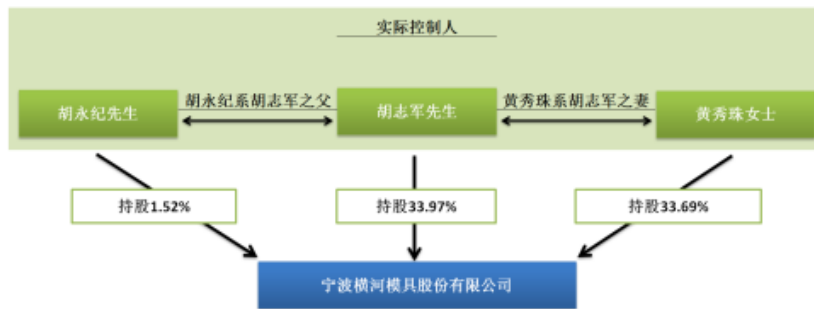 实际控制人
胡永纪先生
胡永纪系胡志军之父
胡志军先生
黄秀珠系胡志军之妻
黄秀珠女士
持股1.52%
持股33.97%
持股33.69%
宁波横河模具股份有限公司